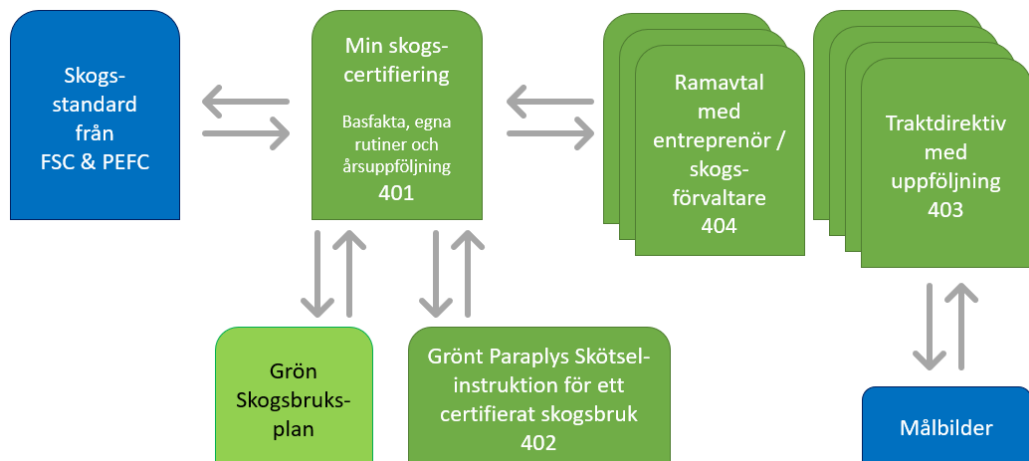 Skogs-
standard
från
FSC & PEFC
Min skogs-
certifiering
Basfakta, egna
rutiner och
årsuppföljning
401
Ramavtal
med
entreprenör /
skogs-
förvaltare
404
Traktdirektiv
med
uppföljning
403
Grön
Skogsbruks-
plan
Grönt Paraplys Skötsel-
instruktion för ett
certifierat skogsbruk
402
Målbilder